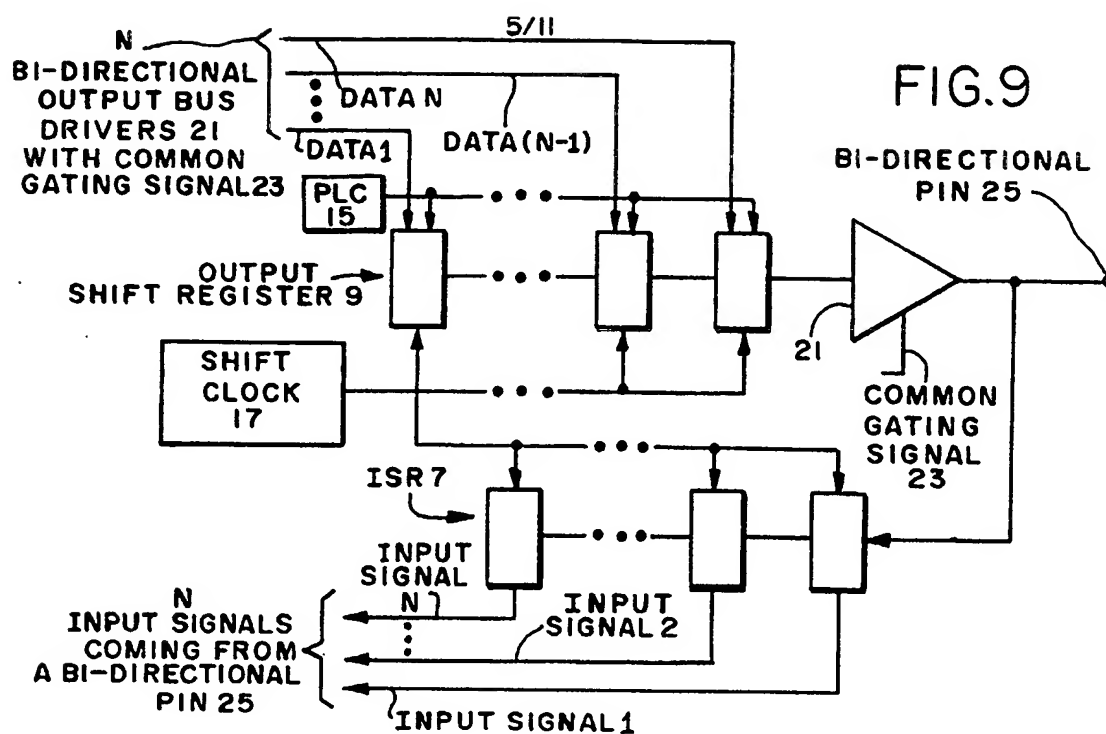 N
BI-DIRECTIONAL
OUTPUT BUS
DRIVERS 21
WITH COMMON
GATING SIGNAL 23
5/11
DATA N
DATA (N-1)
DATA 1
FIG.9
BI-DIRECTIONAL
PIN 25
PLC
15
OUTPUT
SHIFT REGISTER 9
21
SHIFT
CLOCK
17
COMMON
GATING
SIGNAL
23
ISR 7
INPUT
SIGNAL
N
INPUT
SIGNAL 2
N
INPUT SIGNALS
COMING FROM
A BI-DIRECTIONAL
PIN 25
INPUT SIGNAL 1